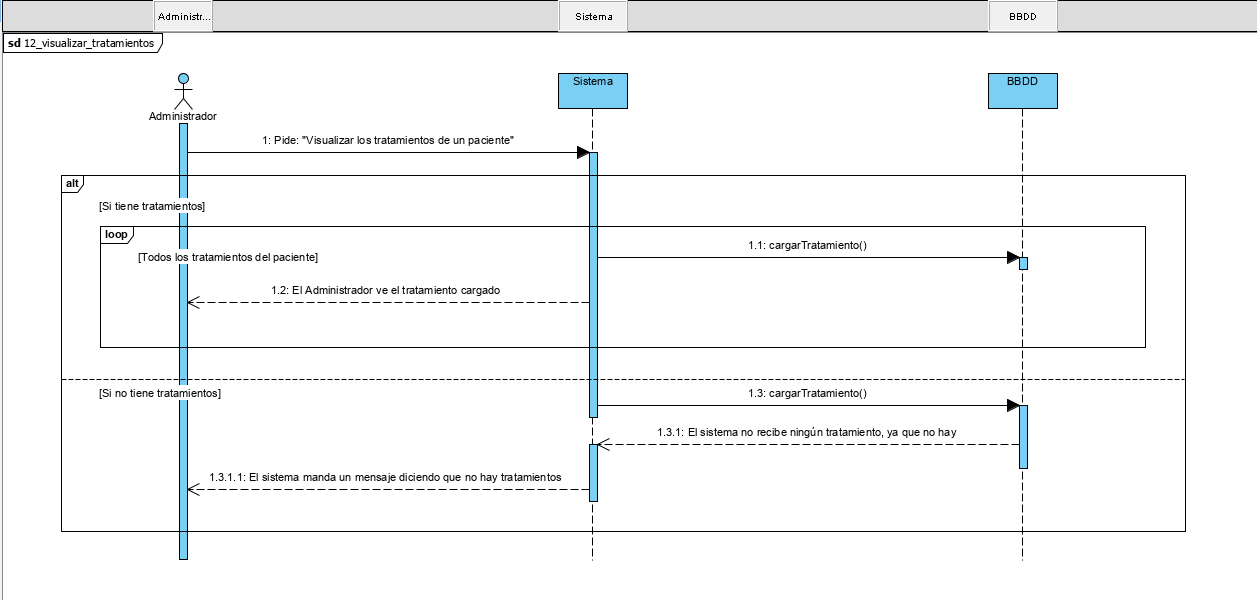 Administr...
Sistema
BBDD
sd 12_visualizar_tratamientos
Sistema
BBDD
Administrador
1: Pide: "Visualizar los tratamientos de un paciente"
alt
[Si tiene tratamientos]
loop
1.1: cargarTratamiento()
[Todos los tratamientos del paciente]
1.2: El Administrador ve el tratamiento cargado
[Si no tiene tratamientos]
1.3: cargarTratamiento()
1.3.1: El sistema no recibe ningún tratamiento, ya que no hay
1.3.1.1: El sistema manda un mensaje diciendo que no hay tratamientos